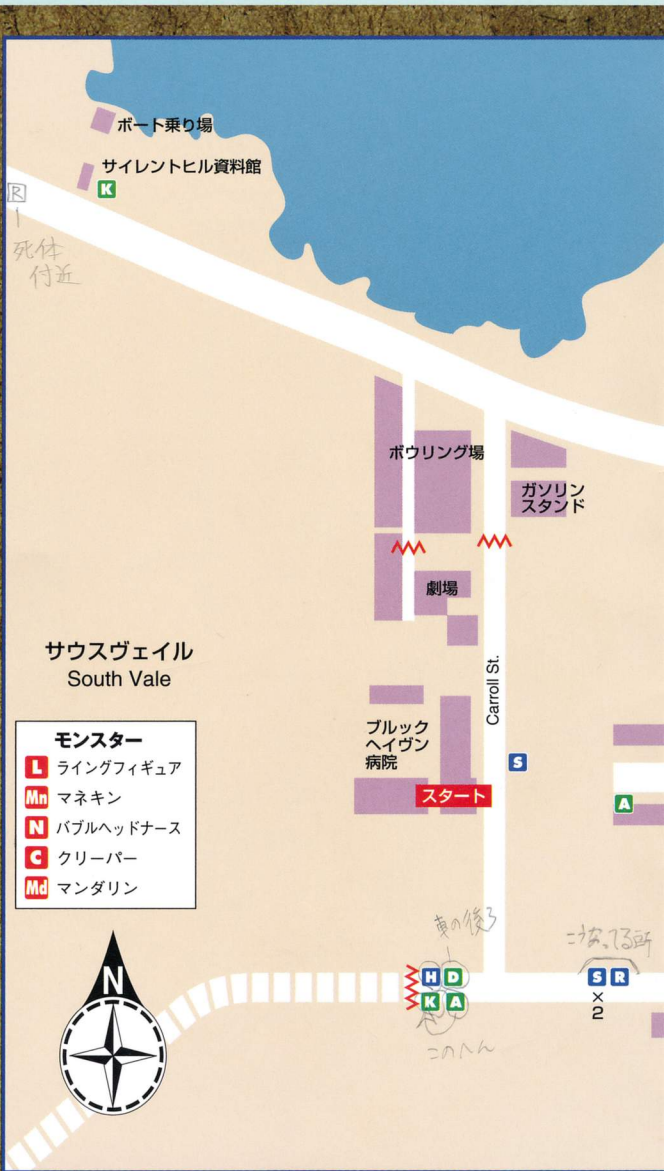 ボート乗り場
サイレントヒル資料館
K
R
死体
付近
ボウリング場
ガソリン
スタンド
劇場
サウスヴェイル
South Vale
Carroll St.
モンスター
L ライングフィギュア
Mn マネキン
N バブルヘッドナース
C クリーパー
Md マンダリン
ブルック
ヘイヴン
病院
S
スタート
A
車の後ろ
こうなってる所
N
H D
K A
S R
×2
このへん